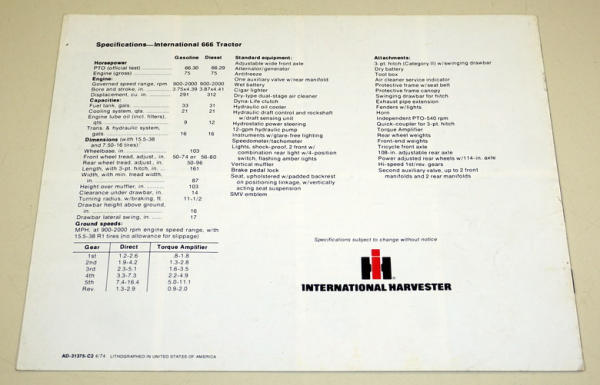 Specifications—International 666 Tractor
Gasoline Diesel
Horsepower
PTO (official test) 66.30 66.29
Engine (gross) 75 75
Engine:
Governed speed range, rpm 900-2000 900-2000
Bore and stroke, in. 3.75x4.39 3.87x4.41
Displacement, cu. in. 291 312
Capacities:
Fuel tank, gals. 33 31
Cooling system, qts. 21 21
Engine lube oil (incl. filters),
qts. 9 12
Trans. & hydraulic system,
gals. 16 16
Dimensions (with 15.5-38
and 7.50-16 tires)
Wheelbase, in. 103
Front wheel tread, adjust., in. 50-74 or 56-80
Rear wheel tread, adjust., in. 50-96
Length, with 3-pt. hitch, in. 161
Width, with min. tread width,
in. 87
Height over muffler, in. 103
Clearance under drawbar, in. 14
Turning radius, w/braking, ft. 11-1/2
Drawbar height above ground,
in. 16
Drawbar lateral swing, in. 17
Ground speeds:
MPH, at 900-2000 rpm engine speed range, with
15.5-38 R1 tires (no allowance for slippage)
Gear Direct Torque Amplifier
1st 1.2-2.6 .8-1.8
2nd 1.9-4.2 1.3-2.8
3rd 2.3-5.1 1.6-3.5
4th 3.3-7.3 2.2-4.9
5th 7.4-16.4 5.0-11.1
Rev. 1.3-2.9 0.9-2.0
AD-31375-C2 6/74 LITHOGRAPHED IN UNITED STATES OF AMERICA
Standard equipment:
Adjustable wide front axle
Alternator/generator
Antifreeze
One auxiliary valve w/rear manifold
Wet battery
Cigar lighter
Dry-type dual-stage air cleaner
Dyna-Life clutch
Hydraulic oil cooler
Hydraulic draft control and rockshaft
w/draft sensing unit
Hydrostatic power steering
12-gpm hydraulic pump
Instruments w/glare-free lighting
Speedometer/tachometer
Lights, shock-proof, 2 front w/
combination rear light w/4-position
switch, flashing amber lights
Vertical muffler
Brake pedal lock
Seat, upholstered w/padded backrest
on positioning linkage, w/vertically
acting seat suspension
SMV emblem
Attachments:
3-pt. hitch (Category II) w/swinging drawbar
Dry battery
Tool box
Air cleaner service indicator
Protective frame w/seat belt
Protective frame canopy
Swinging drawbar for hitch
Exhaust pipe extension
Fenders w/lights
Horn
Independent PTO-540 rpm
Quick-coupler for 3-pt. hitch
Torque Amplifier
Rear wheel weights
Front-end weights
Tricycle front axle
198-in. adjustable rear axle
Power adjusted rear wheels w/114-in. axle
Hi-speed 1st/rev. gears
Second auxiliary valve, up to 2 front
manifolds and 2 rear manifolds
Specifications subject to change without notice
INTERNATIONAL HARVESTER